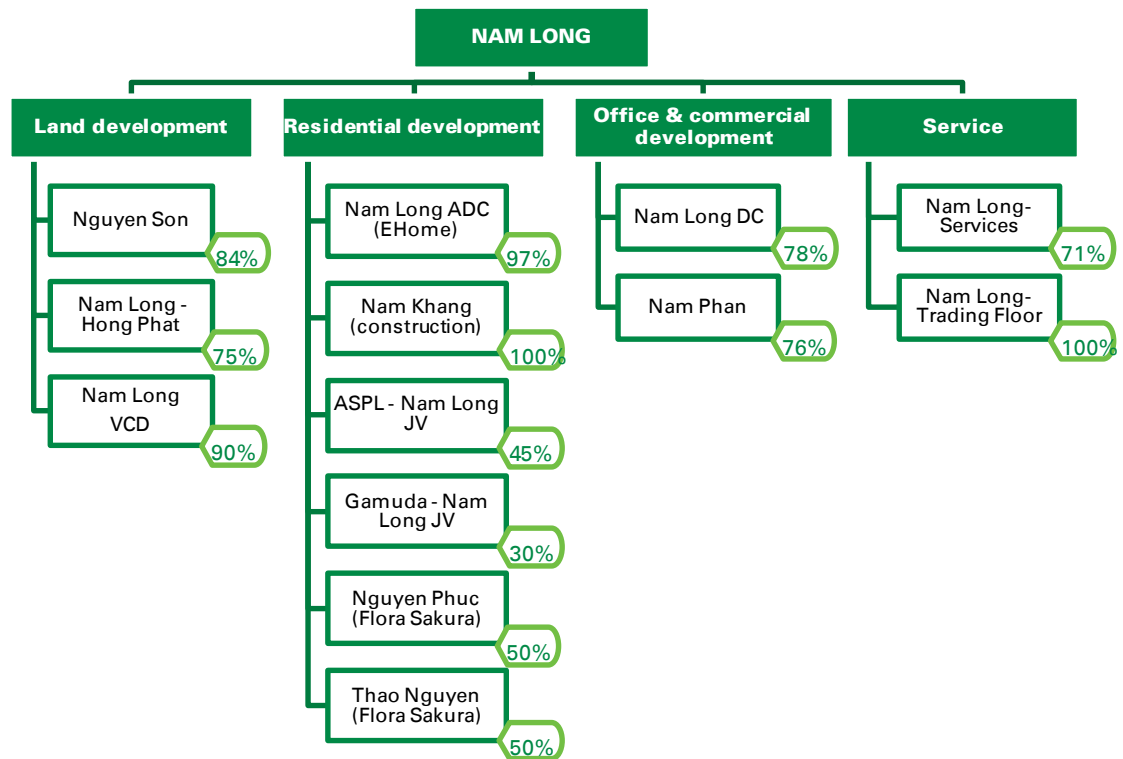 NAM LONG
Land development
Nguyen Son
84%
Nam Long -
Hong Phat
75%
Nam Long
VCD
90%
Residential development
Nam Long ADC
(EHome)
97%
Nam Khang
(construction)
100%
ASPL - Nam Long
JV
45%
Gamuda - Nam
Long JV
30%
Nguyen Phuc
(Flora Sakura)
50%
Thao Nguyen
(Flora Sakura)
50%
Office & commercial
development
Nam Long DC
78%
Nam Phan
76%
Service
Nam Long-
Services
71%
Nam Long-
Trading Floor
100%